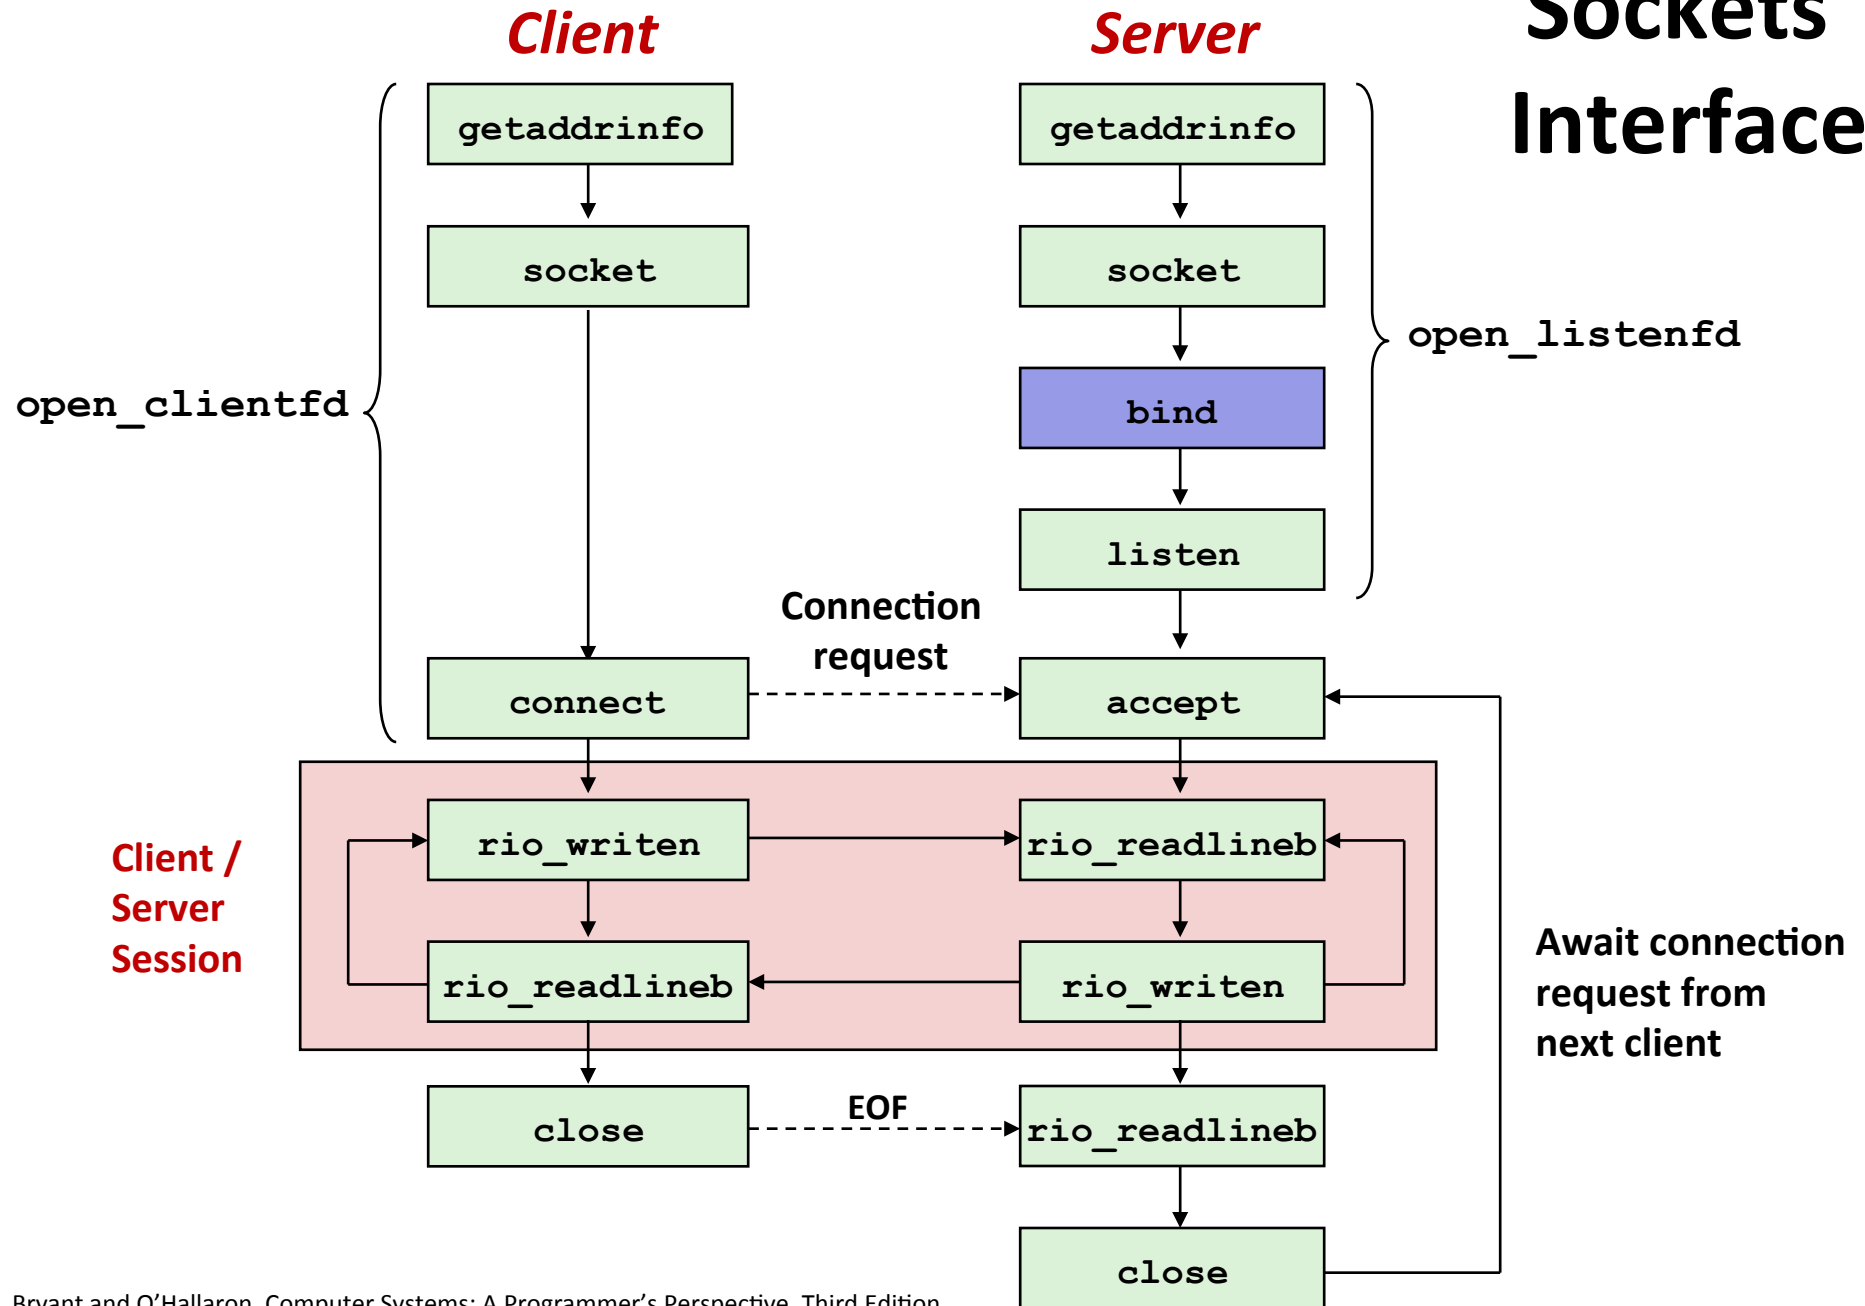 Client
Server
Sockets
Interface
getaddrinfo
getaddrinfo
socket
socket
open_listenfd
open_clientfd
bind
listen
Connection
request
connect
accept
rio_writen
rio_readlineb
Client /
Server
Session
rio_readlineb
rio_writen
Await connection
request from
next client
close
EOF
rio_readlineb
close
Bryant and O'Hallaron, Computer Systems: A Programmer's Perspective, Third Edition